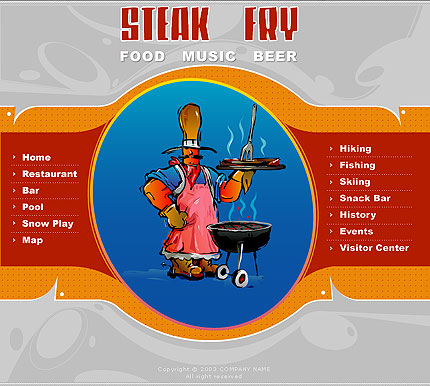 STEAK FRY
FOOD MUSIC BEER
Home
Restaurant
Bar
Pool
Snow Play
Map
Hiking
Fishing
Skiing
Snack Bar
History
Events
Visitor Center
Copyright © 2003 COMPANY NAME
All right reserved